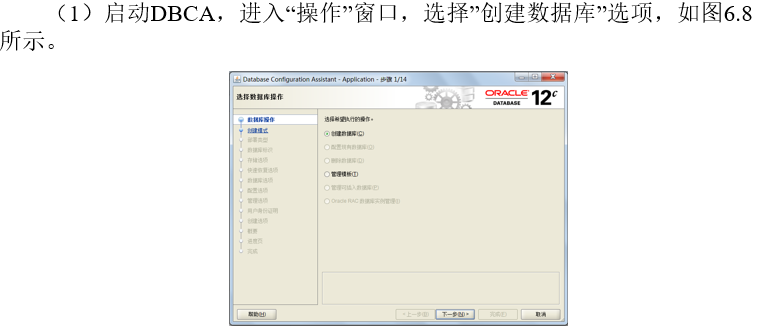 （1）启动DBCA，进入“操作”窗口，选择”创建数据库”选项，如图6.8
所示。
Database Configuration Assistant - Application - 步骤 1/14
选择数据库操作
ORACLE
DATABASE
12c
数据库操作
创建模式
部署类型
数据库标识
存储选项
快速恢复选项
数据库选项
配置选项
管理选项
用户身份证明
创建选项
概要
进度页
完成
选择希望执行的操作。
创建数据库(C)
配置现有数据库(O)
删除数据库(D)
管理模板(T)
管理可插入数据库(P)
Oracle RAC 数据库实例管理(I)
帮助(H)
<上一步(B)
下一步(N)>
完成(F)
取消